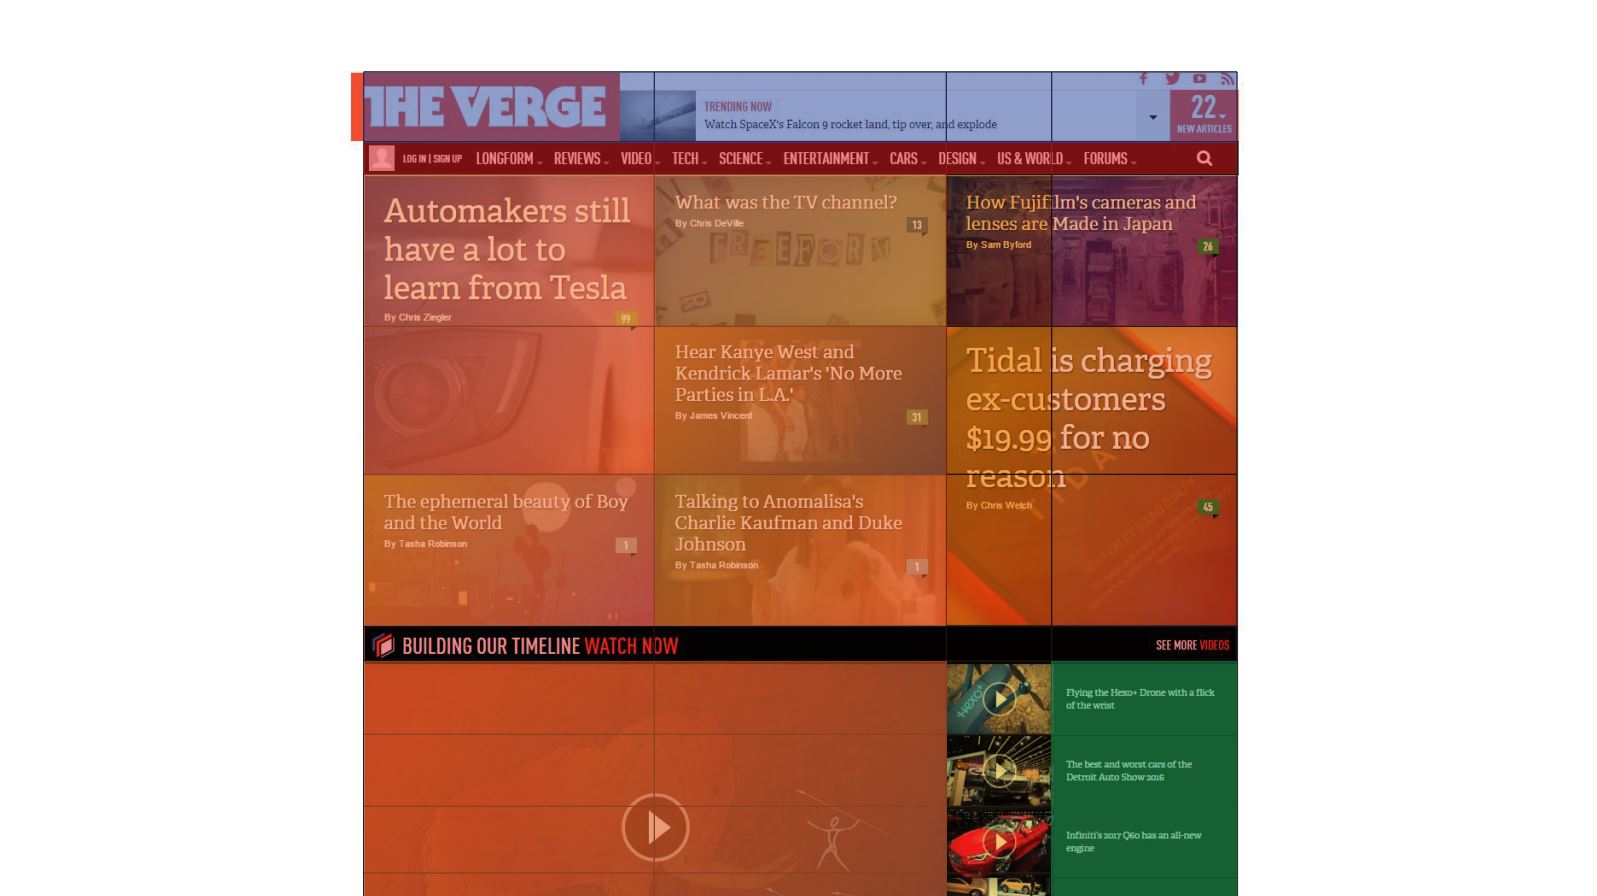 THE VERGE
TRENDING NOW
Watch SpaceX's Falcon 9 rocket land, tip over, and explode
22
NEW ARTICLES
LOG IN | SIGN UP LONGFORM REVIEWS VIDEO TECH SCIENCE ENTERTAINMENT CARS DESIGN US & WORLD FORUMS
Automakers still
have a lot to
learn from Tesla
By Chris Ziegler
99
What was the TV channel?
By Chris DeVille
13
FREEFORM
How Fujifilm's cameras and
lenses are Made in Japan
By Sam Byford
26
Hear Kanye West and
Kendrick Lamar's 'No More
Parties in L.A.'
By James Vincent
31
Tidal is charging
ex-customers
$19.99 for no
reason
By Chris Welch
45
TIDAL
HIGH FIDELITY SOUND QUALITY
The ephemeral beauty of Boy
and the World
By Tasha Robinson
1
Talking to Anomalisa's
Charlie Kaufman and Duke
Johnson
By Tasha Robinson
1
BUILDING OUR TIMELINE WATCH NOW
SEE MORE VIDEOS
HEXO+
Flying the Hexo+ Drone with a flick
of the wrist
The best and worst cars of the
Detroit Auto Show 2016
Infiniti's 2017 Q60 has an all-new
engine